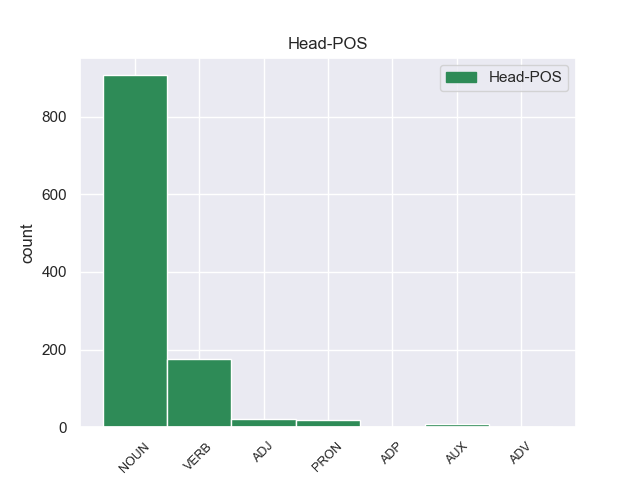 Head-POS
Head-POS
800
600
400
200
0
count
NOUN
VERB
ADJ
PRON
ADP
AUX
ADV